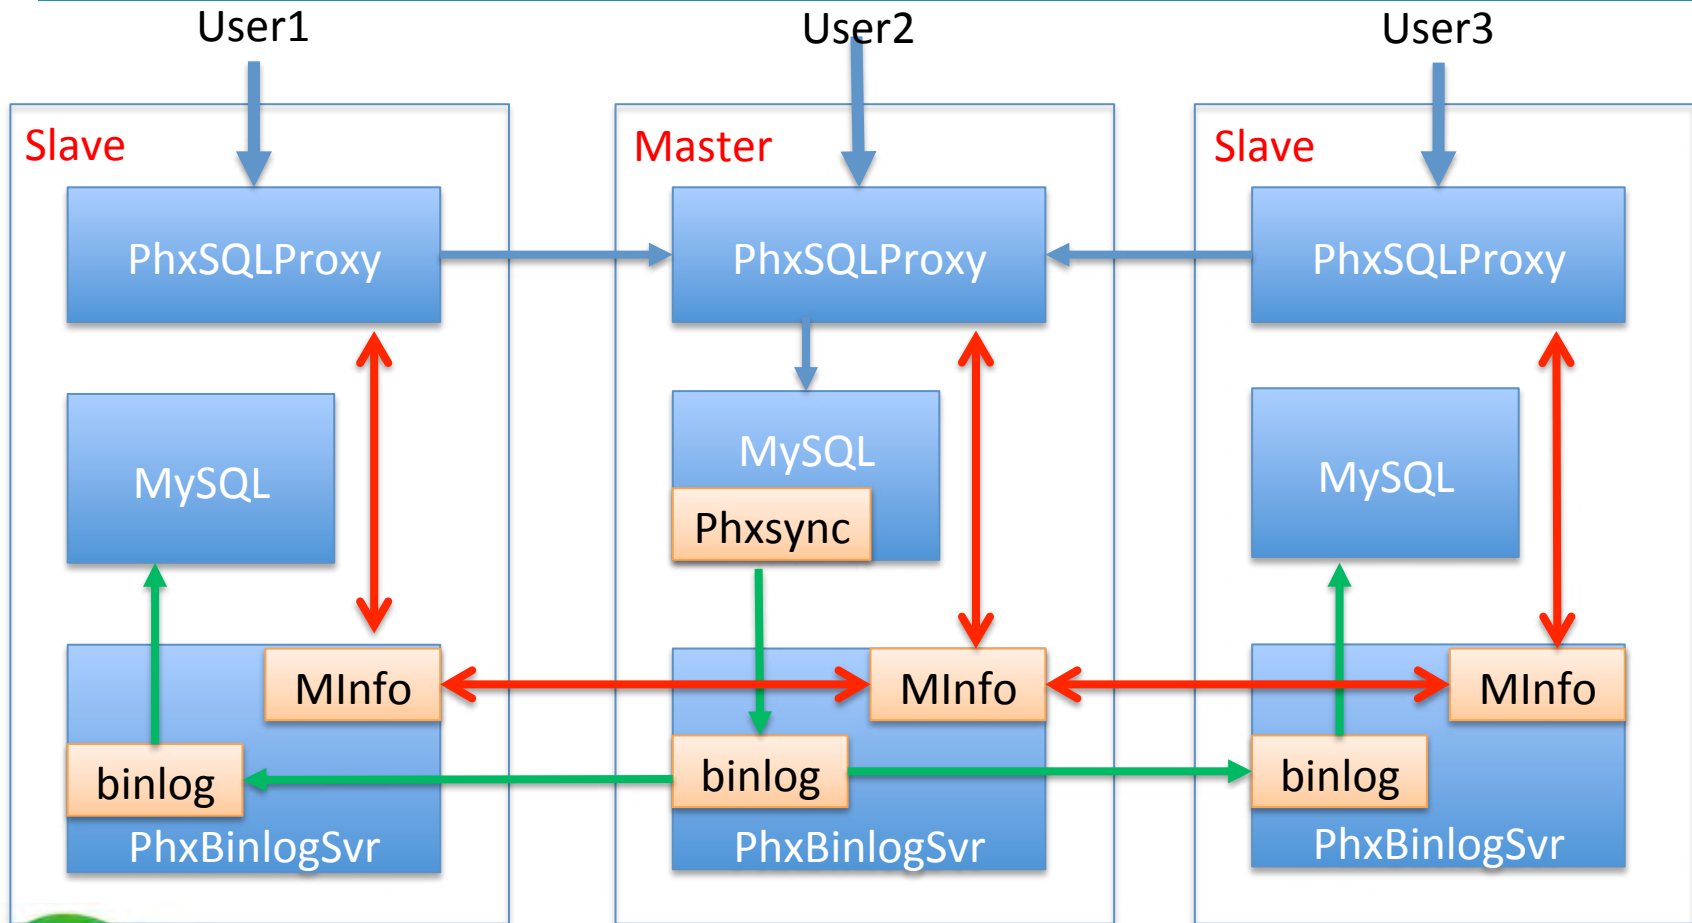 User1
User2
User3
Slave
Master
Slave
PhxSQLProxy
PhxSQLProxy
PhxSQLProxy
MySQL
MySQL
MySQL
Phxsync
MInfo
MInfo
MInfo
binlog
binlog
binlog
PhxBinlogSvr
PhxBinlogSvr
PhxBinlogSvr